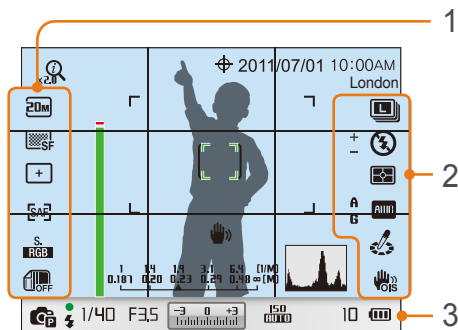 1
x2.0
2011/07/01 10:00AM
London
20M
SF
+
-
SAF
A
G
S.
RGB
OFF
OIS
1 1.4 1.9 3.1 6.4 (1/M)
0.187 0.20 0.23 0.29 0.48 ∞ (M)
P
1/40
F3.5
-3 0 +3
ISO
AUTO
10
L
AWB
2
3